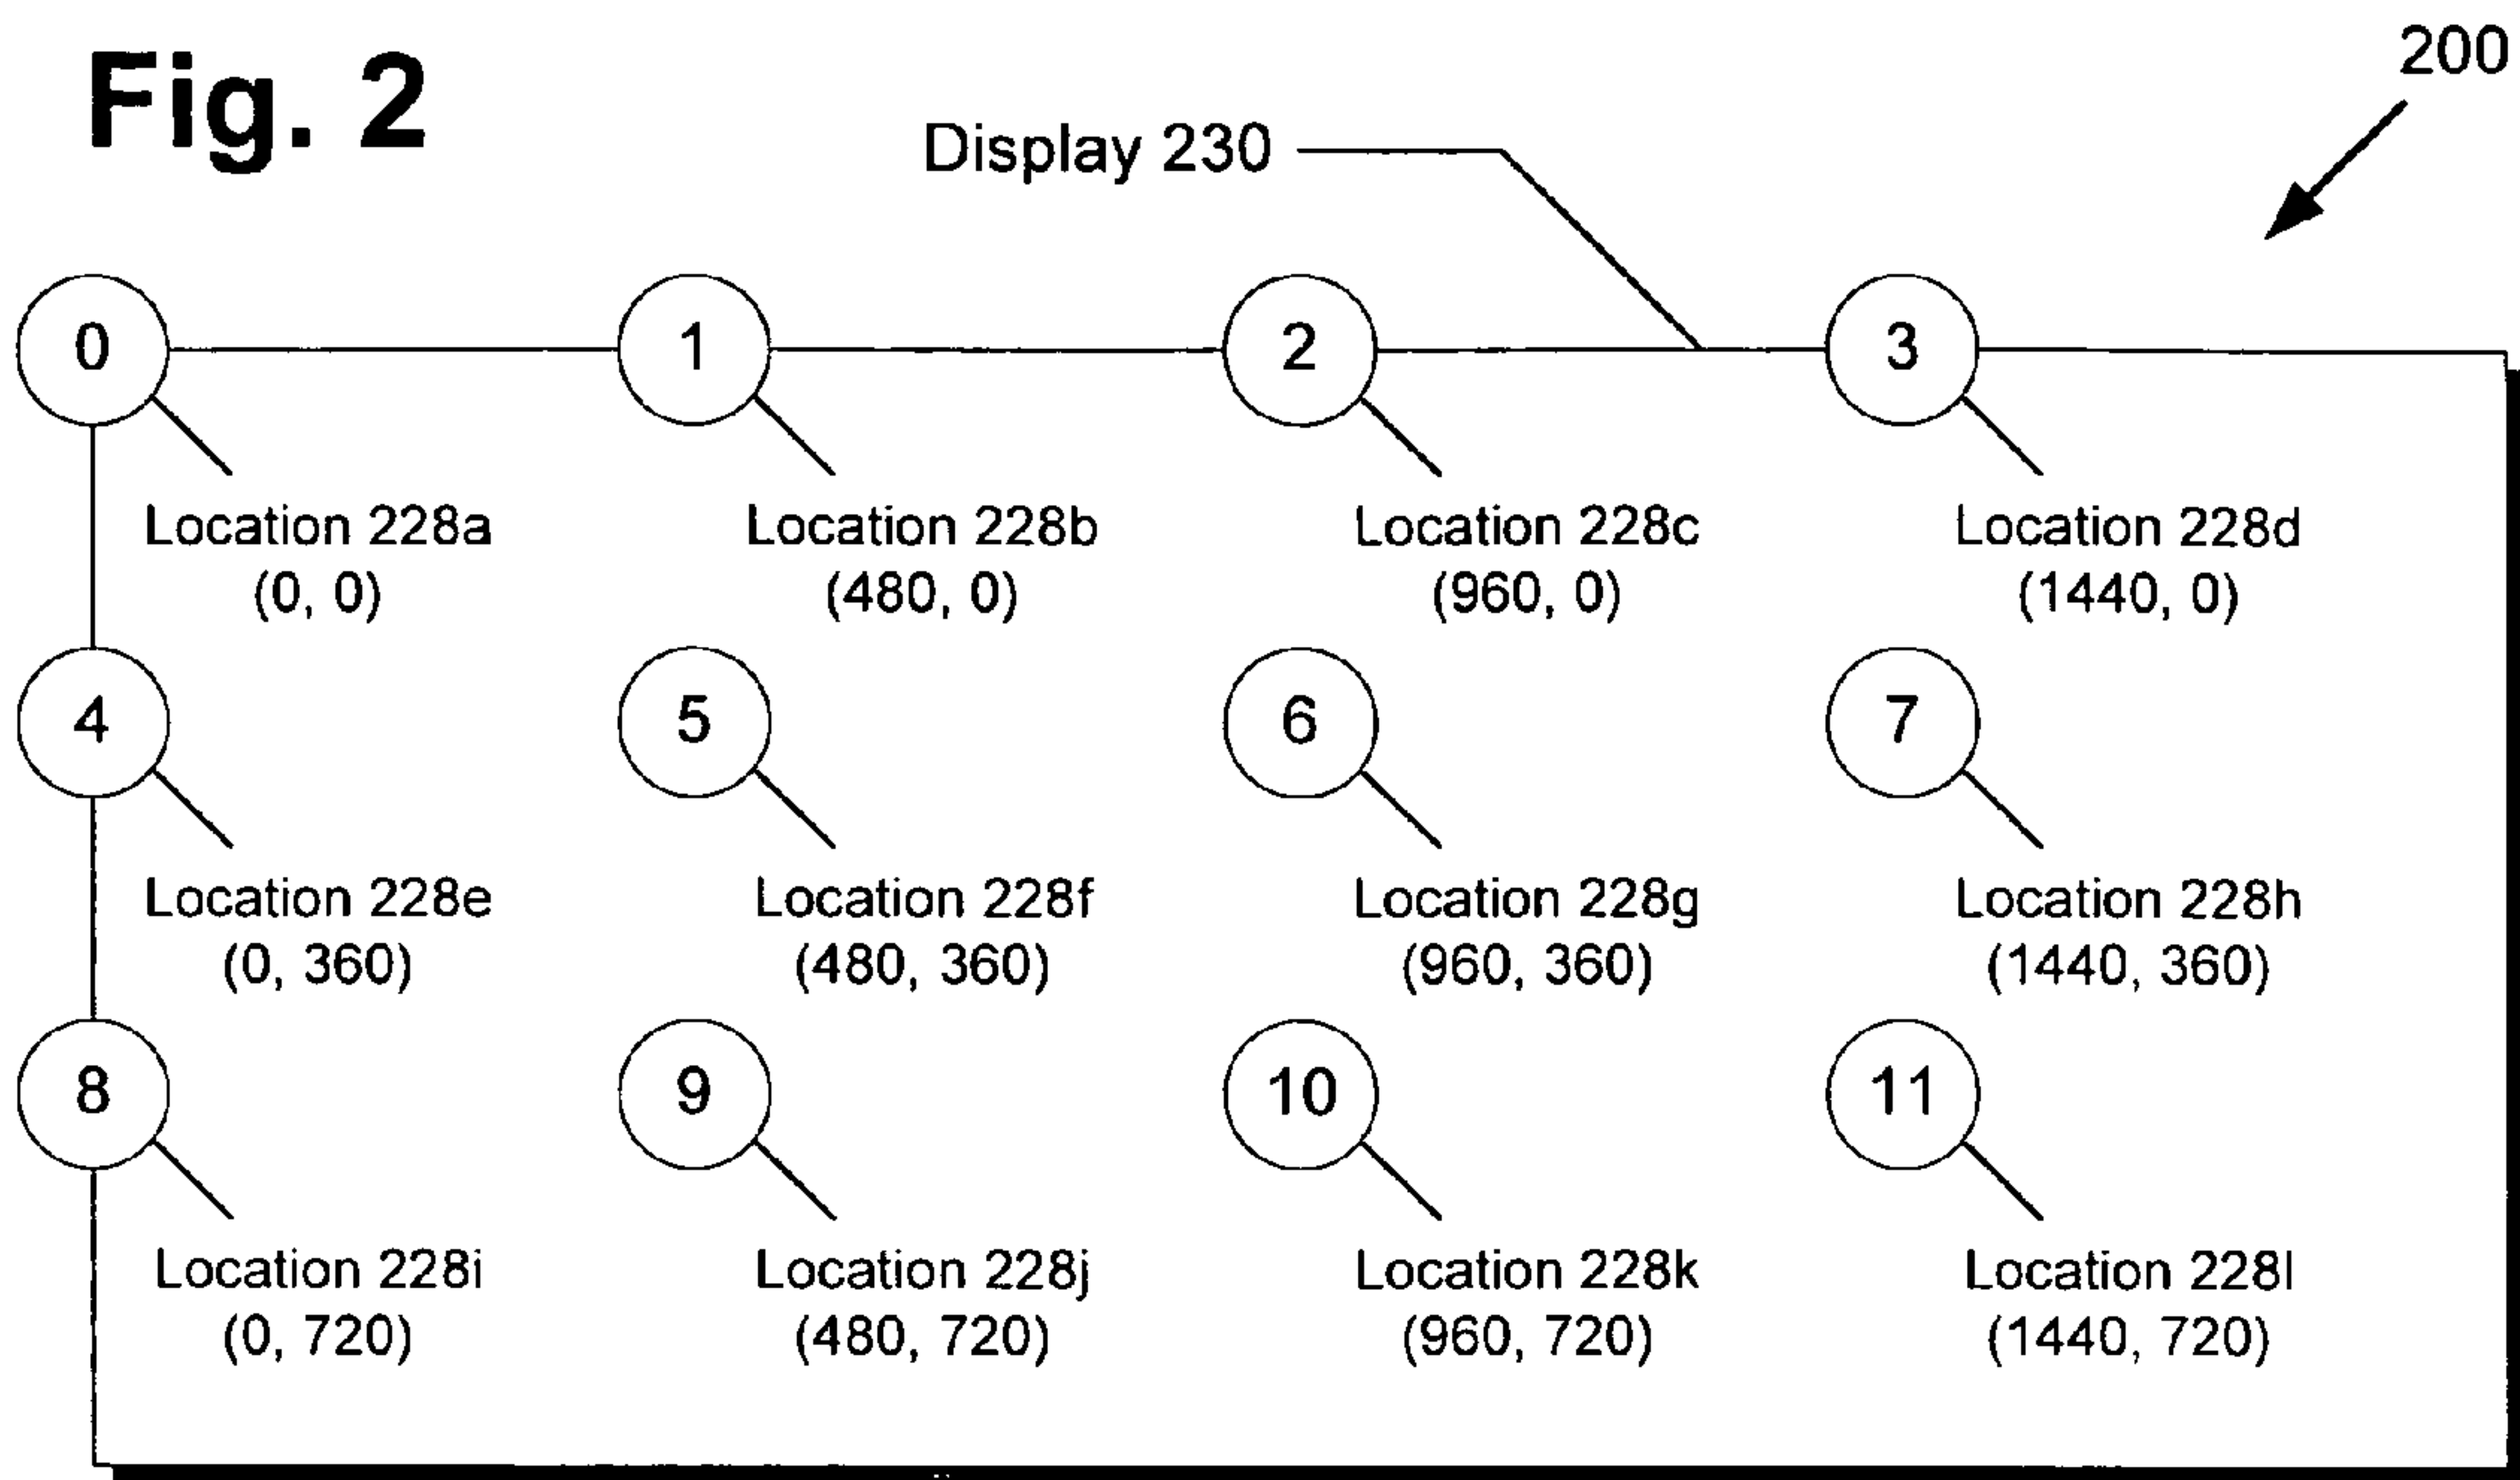 Fig. 2
200
Display 230
0
1
2
3
Location 228a
(0, 0)
Location 228b
(480, 0)
Location 228c
(960, 0)
Location 228d
(1440, 0)
4
5
6
7
Location 228e
(0, 360)
Location 228f
(480, 360)
Location 228g
(960, 360)
Location 228h
(1440, 360)
8
9
10
11
Location 228i
(0, 720)
Location 228j
(480, 720)
Location 228k
(960, 720)
Location 228l
(1440, 720)